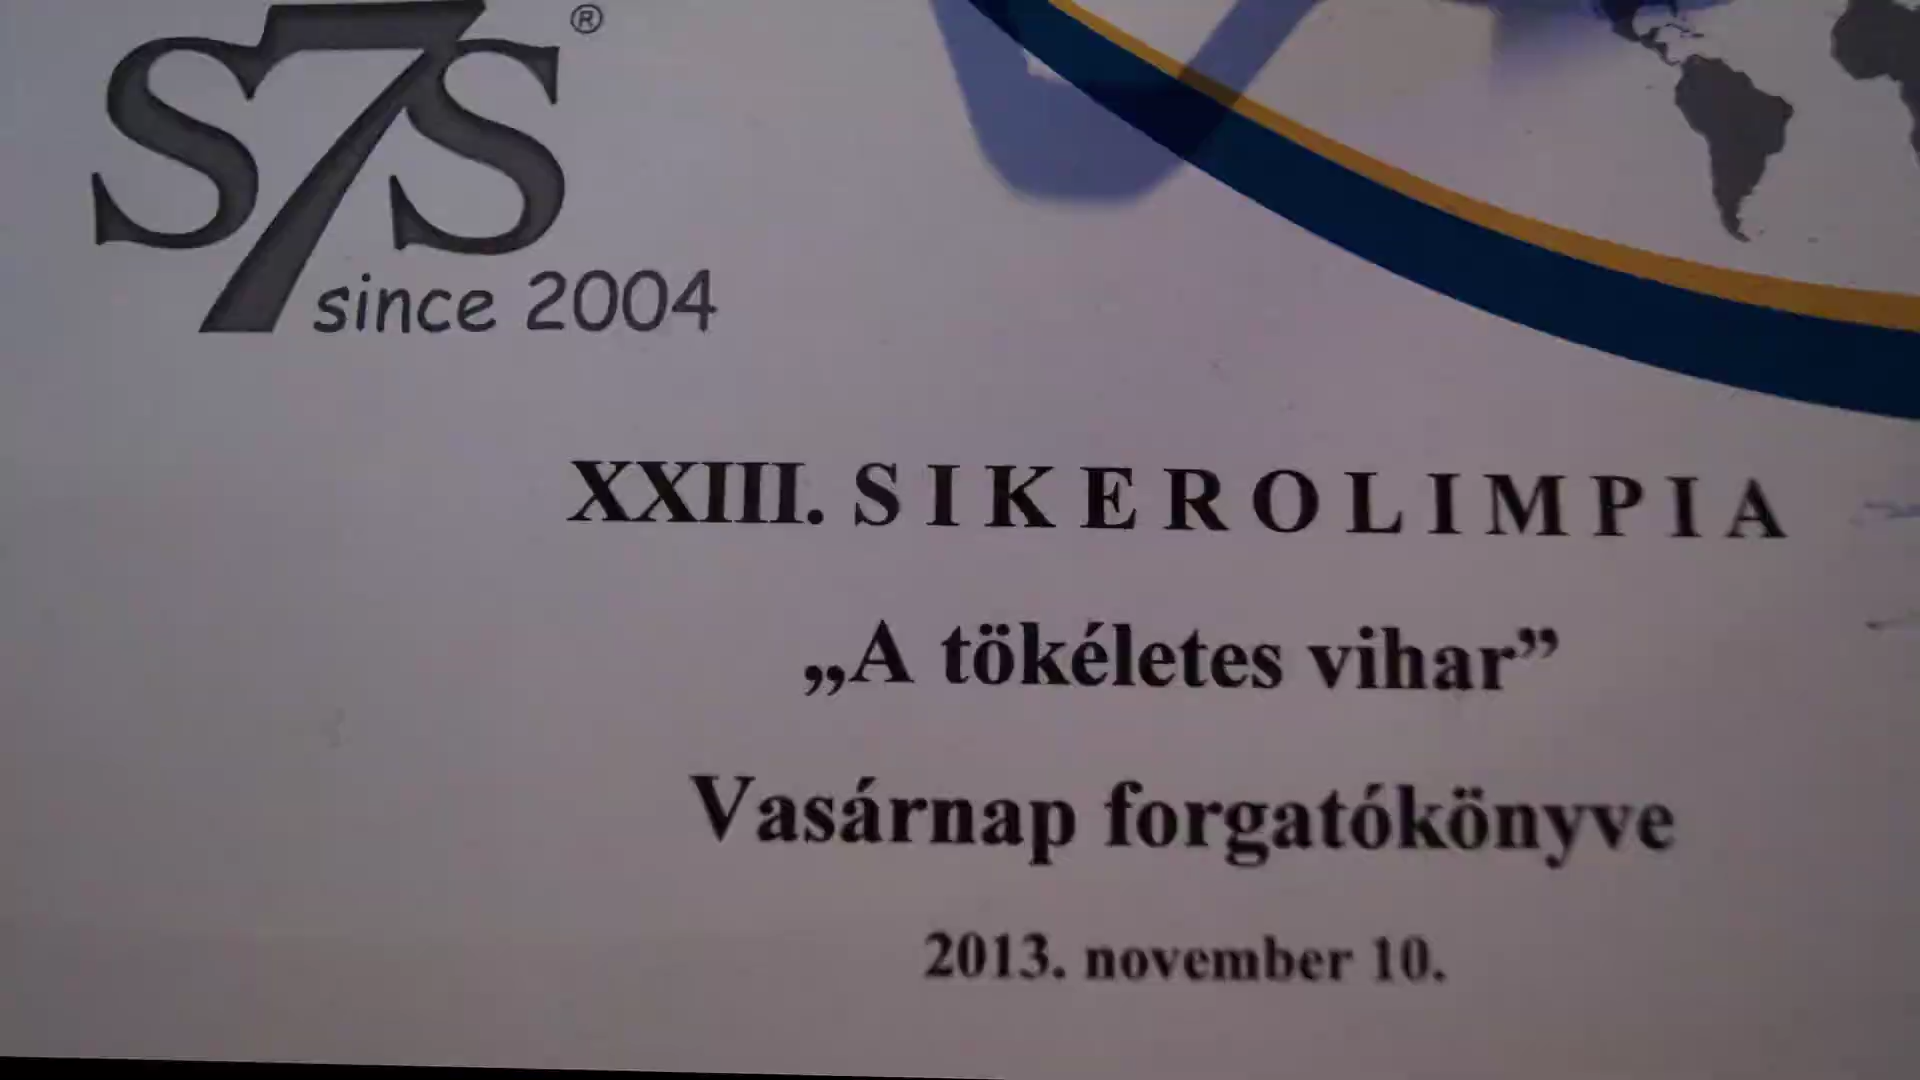 S7S®
since 2004
XXIII. SIKEROLIMPIA
„A tökéletes vihar”
Vasárnap forgatókönyve
2013. november 10.